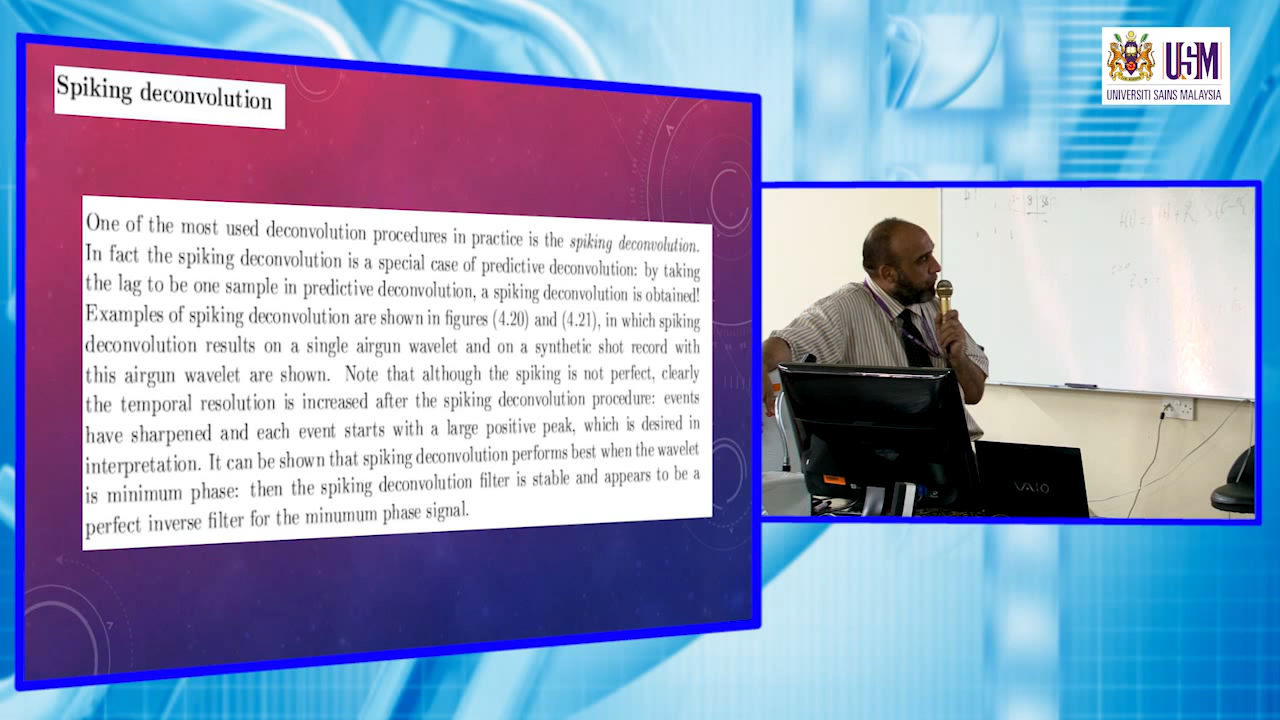 Spiking deconvolution
One of the most used deconvolution procedures in practice is the spiking deconvolution.
In fact the spiking deconvolution is a special case of predictive deconvolution: by taking
the lag to be one sample in predictive deconvolution, a spiking deconvolution is obtained!
Examples of spiking deconvolution are shown in figures (4.20) and (4.21), in which spiking
deconvolution results on a single airgun wavelet and on a synthetic shot record with
this airgun wavelet are shown. Note that although the spiking is not perfect, clearly
the temporal resolution is increased after the spiking deconvolution procedure: events
have sharpened and each event starts with a large positive peak, which is desired in
interpretation. It can be shown that spiking deconvolution performs best when the wavelet
is minimum phase: then the spiking deconvolution filter is stable and appears to be a
perfect inverse filter for the minumum phase signal.
USM
UNIVERSITI SAINS MALAYSIA
VAIO